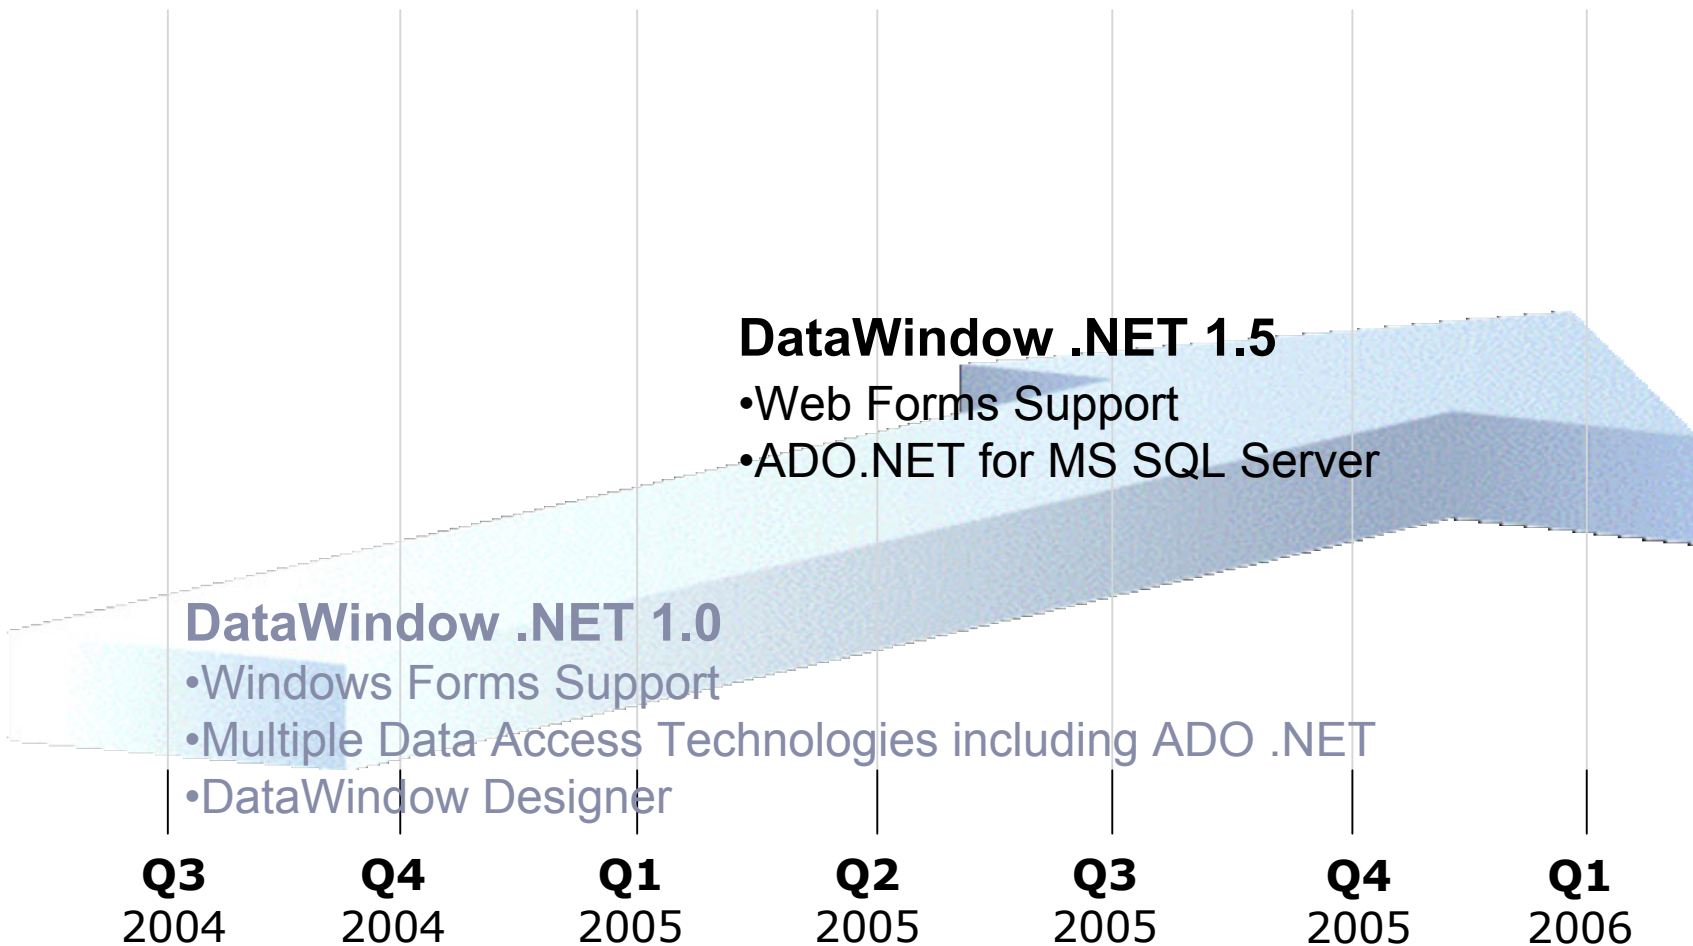 DataWindow .NET 1.5
•Web Forms Support
•ADO.NET for MS SQL Server
DataWindow .NET 1.0
•Windows Forms Support
•Multiple Data Access Technologies including ADO .NET
•DataWindow Designer
Q3 Q4 Q1 Q2 Q3 Q4 Q1
2004 2004 2005 2005 2005 2005 2006